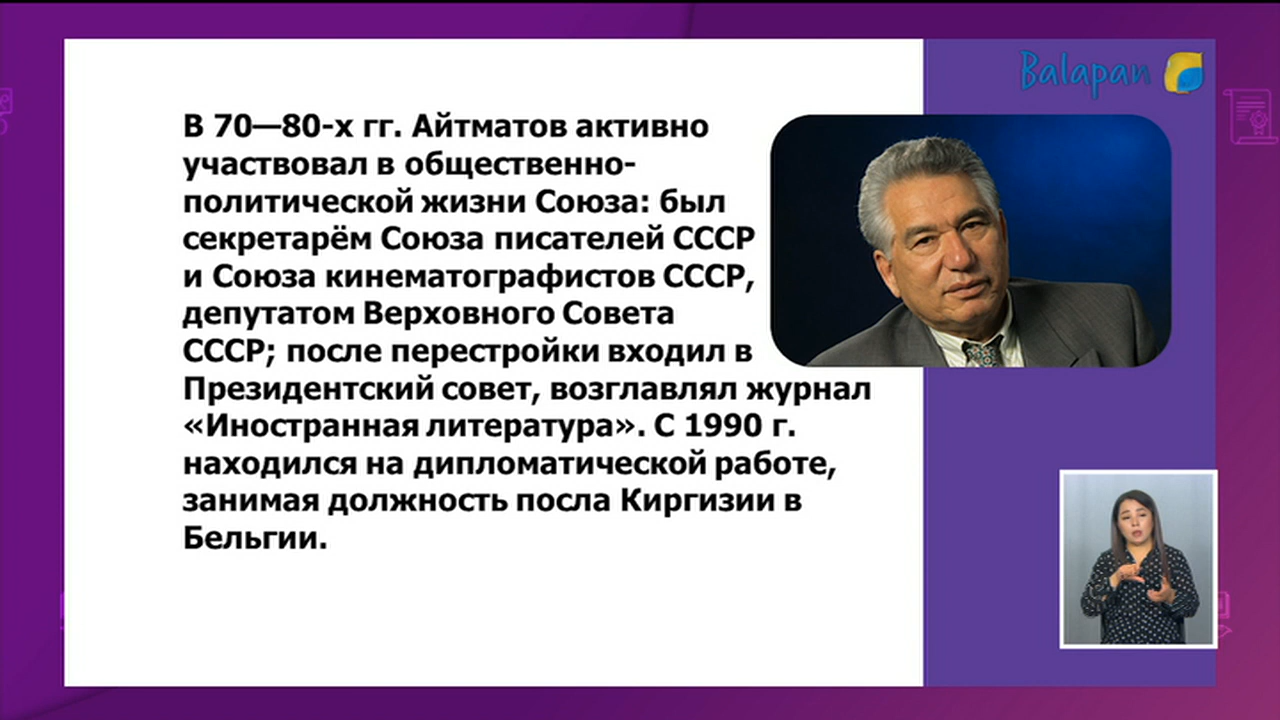 Balapan
В 70—80-х гг. Айтматов активно
участвовал в общественно-
политической жизни Союза: был
секретарём Союза писателей СССР
и Союза кинематографистов СССР,
депутатом Верховного Совета
СССР; после перестройки входил в
Президентский совет, возглавлял журнал
«Иностранная литература». С 1990 г.
находился на дипломатической работе,
занимая должность посла Киргизии в
Бельгии.